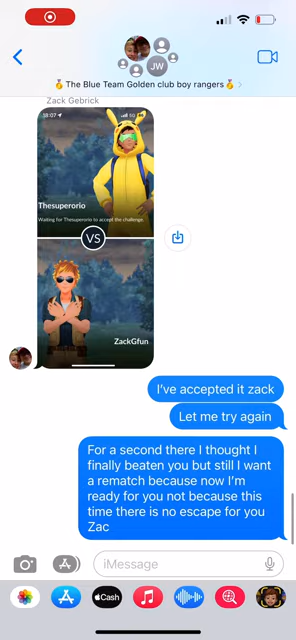 JW
🥇The Blue Team Golden club boy rangers🥇
Zack Gebrick
18:07
5G
Thesuperorio
Waiting for Thesuperorio to accept the challenge.
VS
ZackGfun
I've accepted it zack
Let me try again
For a second there I thought I
finally beaten you but still I want
a rematch because now I'm
ready for you not because this
time there is no escape for you
Zac
iMessage
Cash